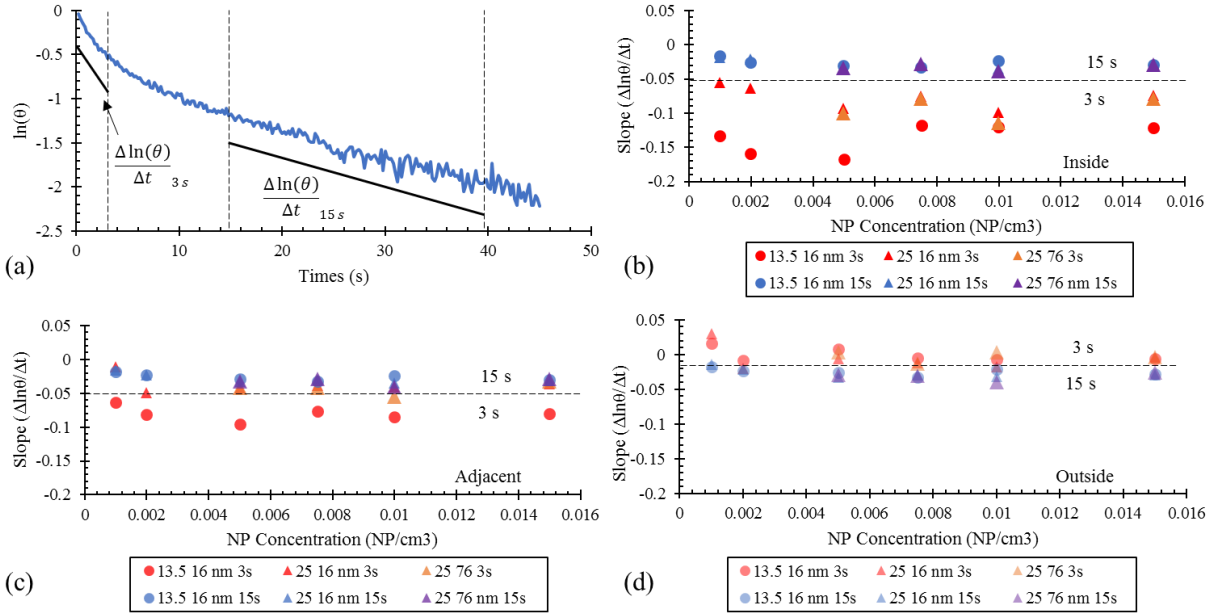 0
-0.5
-1
-1.5
-2
-2.5
ln(θ)
Δln(θ)
Δt 3 s
Δln(θ)
Δt 15 s
0 10 20 30 40 50
Times (s)
(a)
0.05
0
-0.05
-0.1
-0.15
-0.2
Slope (Δlnθ/Δt)
15 s
3 s
Inside
0 0.002 0.004 0.006 0.008 0.01 0.012 0.014 0.016
NP Concentration (NP/cm3)
13.5 16 nm 3s 25 16 nm 3s 25 76 3s
13.5 16 nm 15s 25 16 nm 15s 25 76 nm 15s
(b)
0.05
0
-0.05
-0.1
-0.15
-0.2
Slope (Δlnθ/Δt)
15 s
3 s
Adjacent
0 0.002 0.004 0.006 0.008 0.01 0.012 0.014 0.016
NP Concentration (NP/cm3)
13.5 16 nm 3s 25 16 nm 3s 25 76 3s
13.5 16 nm 15s 25 16 nm 15s 25 76 nm 15s
(c)
0.05
0
-0.05
-0.1
-0.15
-0.2
Slope (Δlnθ/Δt)
3 s
15 s
Outside
0 0.002 0.004 0.006 0.008 0.01 0.012 0.014 0.016
NP Concentration (NP/cm3)
13.5 16 nm 3s 25 16 nm 3s 25 76 3s
13.5 16 nm 15s 25 16 nm 15s 25 76 nm 15s
(d)